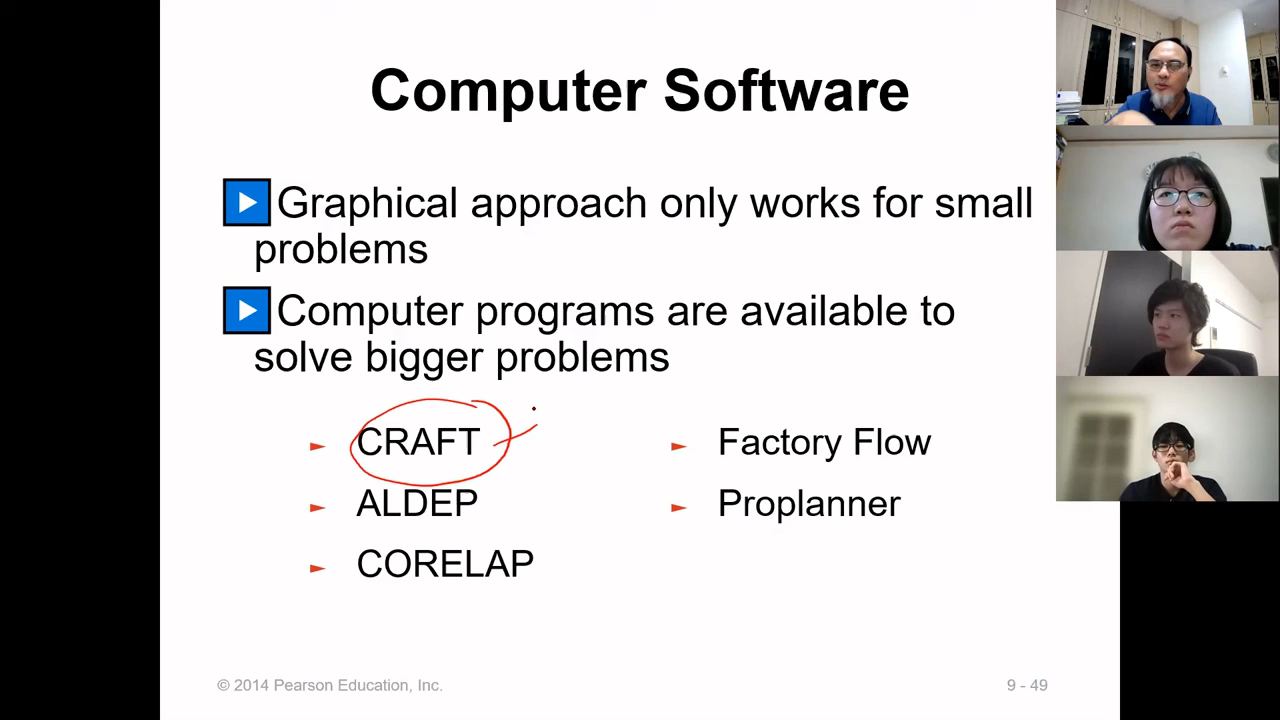 Computer Software
Graphical approach only works for small
problems
Computer programs are available to
solve bigger problems
CRAFT
ALDEP
CORELAP
Factory Flow
Proplanner
© 2014 Pearson Education, Inc.
9 - 49